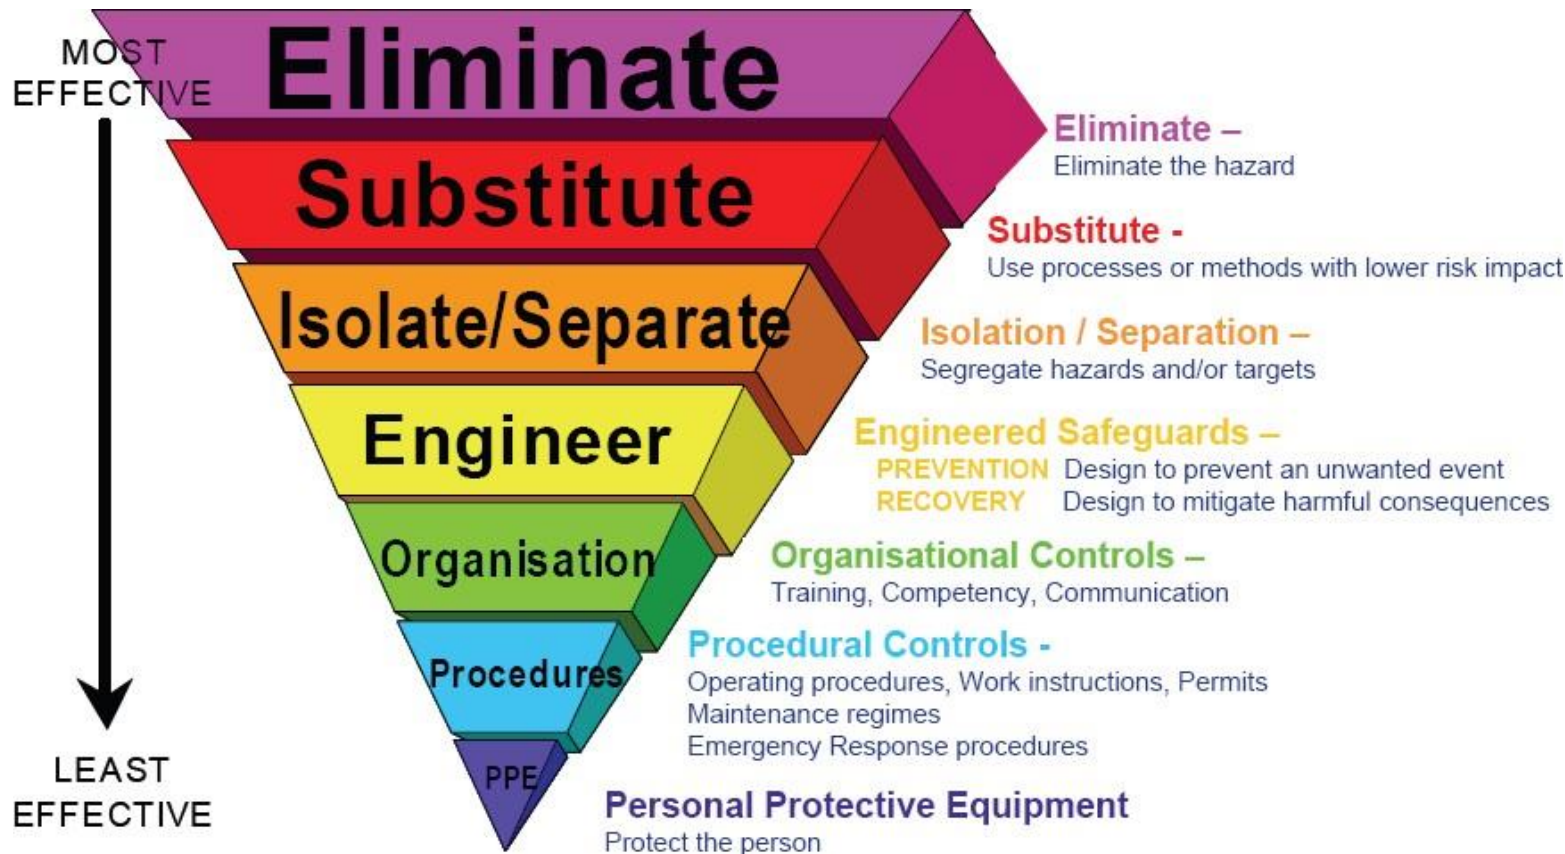 MOST
EFFECTIVE
Eliminate
Eliminate –
Eliminate the hazard
Substitute
Substitute -
Use processes or methods with lower risk impact
Isolate/Separate
Isolation / Separation –
Segregate hazards and/or targets
Engineer
Engineered Safeguards –
PREVENTION Design to prevent an unwanted event
RECOVERY Design to mitigate harmful consequences
Organisation
Organisational Controls –
Training, Competency, Communication
Procedures
Procedural Controls -
Operating procedures, Work instructions, Permits
Maintenance regimes
Emergency Response procedures
LEAST
EFFECTIVE
PPE
Personal Protective Equipment
Protect the person